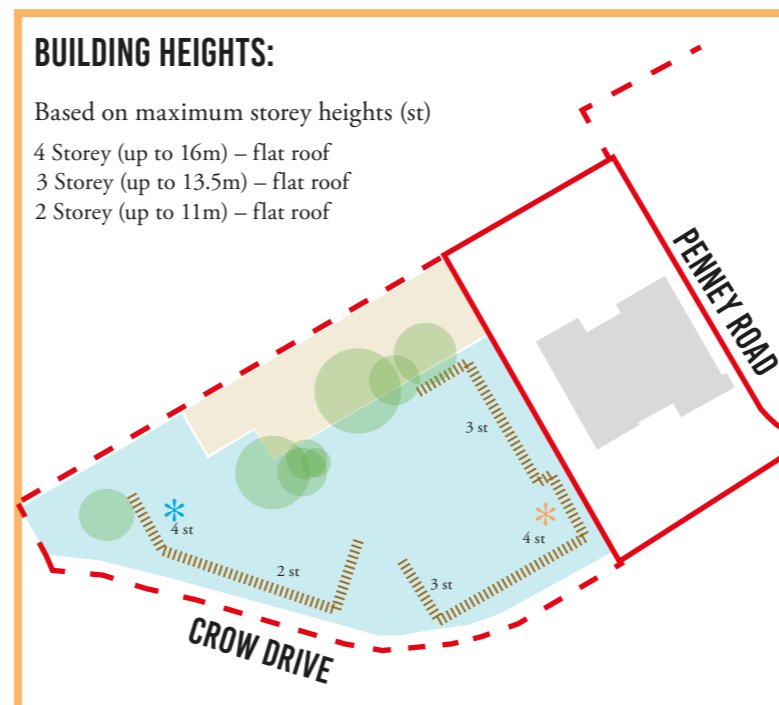 BUILDING HEIGHTS:
Based on maximum storey heights (st)
4 Storey (up to 16m) – flat roof
3 Storey (up to 13.5m) – flat roof
2 Storey (up to 11m) – flat roof
PENNEY ROAD
3 st
4 st
4 st
2 st
3 st
CROW DRIVE